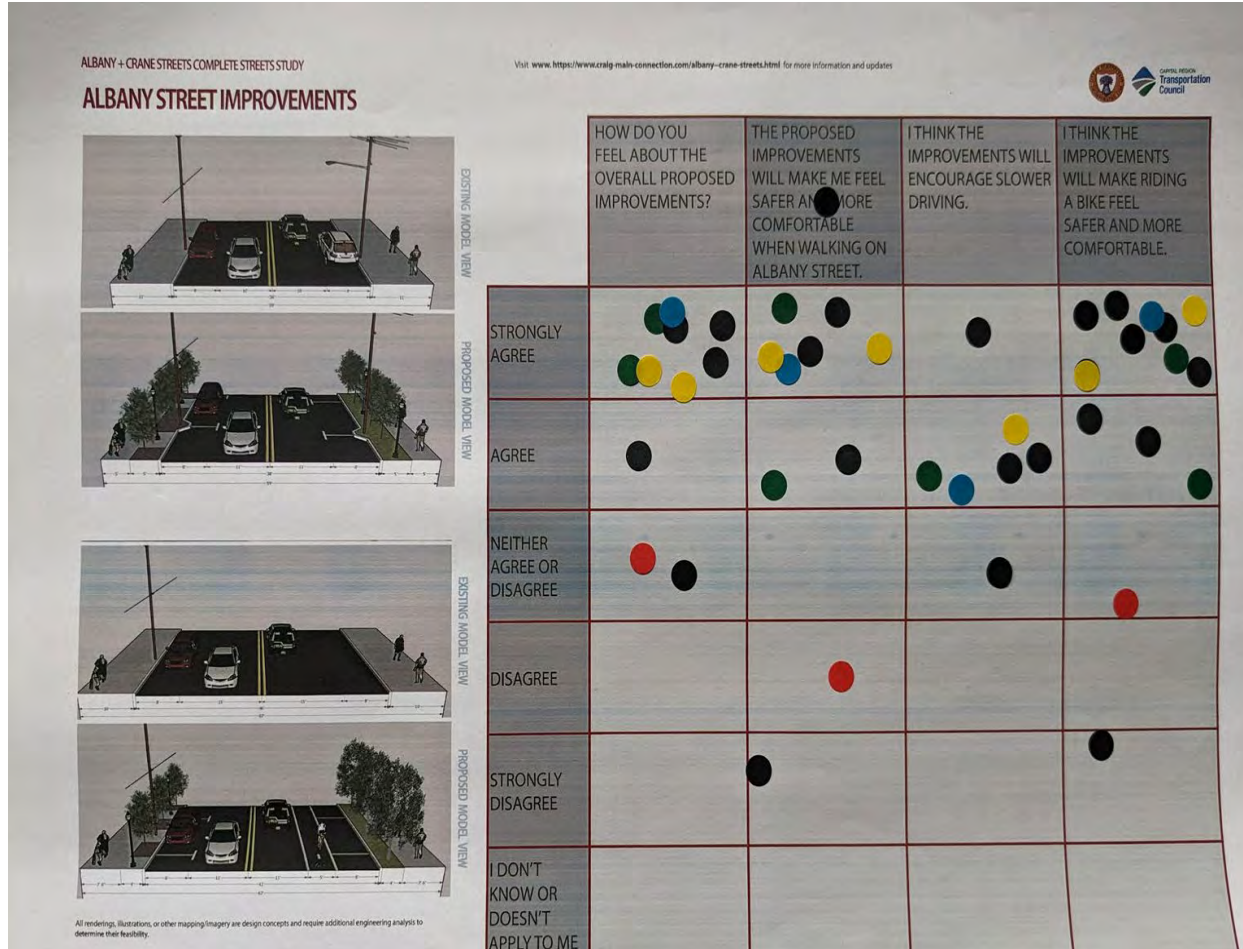 ALBANY + CRANE STREETS COMPLETE STREETS STUDY
Visit www. https://www.craig-main-connection.com/albany-crane-streets.html for more information and updates
CAPITAL REGION
Transportation
Council
ALBANY STREET IMPROVEMENTS
EXISTING MODEL VIEW
PROPOSED MODEL VIEW
EXISTING MODEL VIEW
PROPOSED MODEL VIEW
HOW DO YOU
FEEL ABOUT THE
OVERALL PROPOSED
IMPROVEMENTS?
THE PROPOSED
IMPROVEMENTS
WILL MAKE ME FEEL
SAFER AND MORE
COMFORTABLE
WHEN WALKING ON
ALBANY STREET.
I THINK THE
IMPROVEMENTS WILL
ENCOURAGE SLOWER
DRIVING.
I THINK THE
IMPROVEMENTS
WILL MAKE RIDING
A BIKE FEEL
SAFER AND MORE
COMFORTABLE.
STRONGLY
AGREE
AGREE
NEITHER
AGREE OR
DISAGREE
DISAGREE
STRONGLY
DISAGREE
I DON'T
KNOW OR
DOESN'T
APPLY TO ME
All renderings, illustrations, or other mapping/imagery are design concepts and require additional engineering analysis to
determine their feasibility.